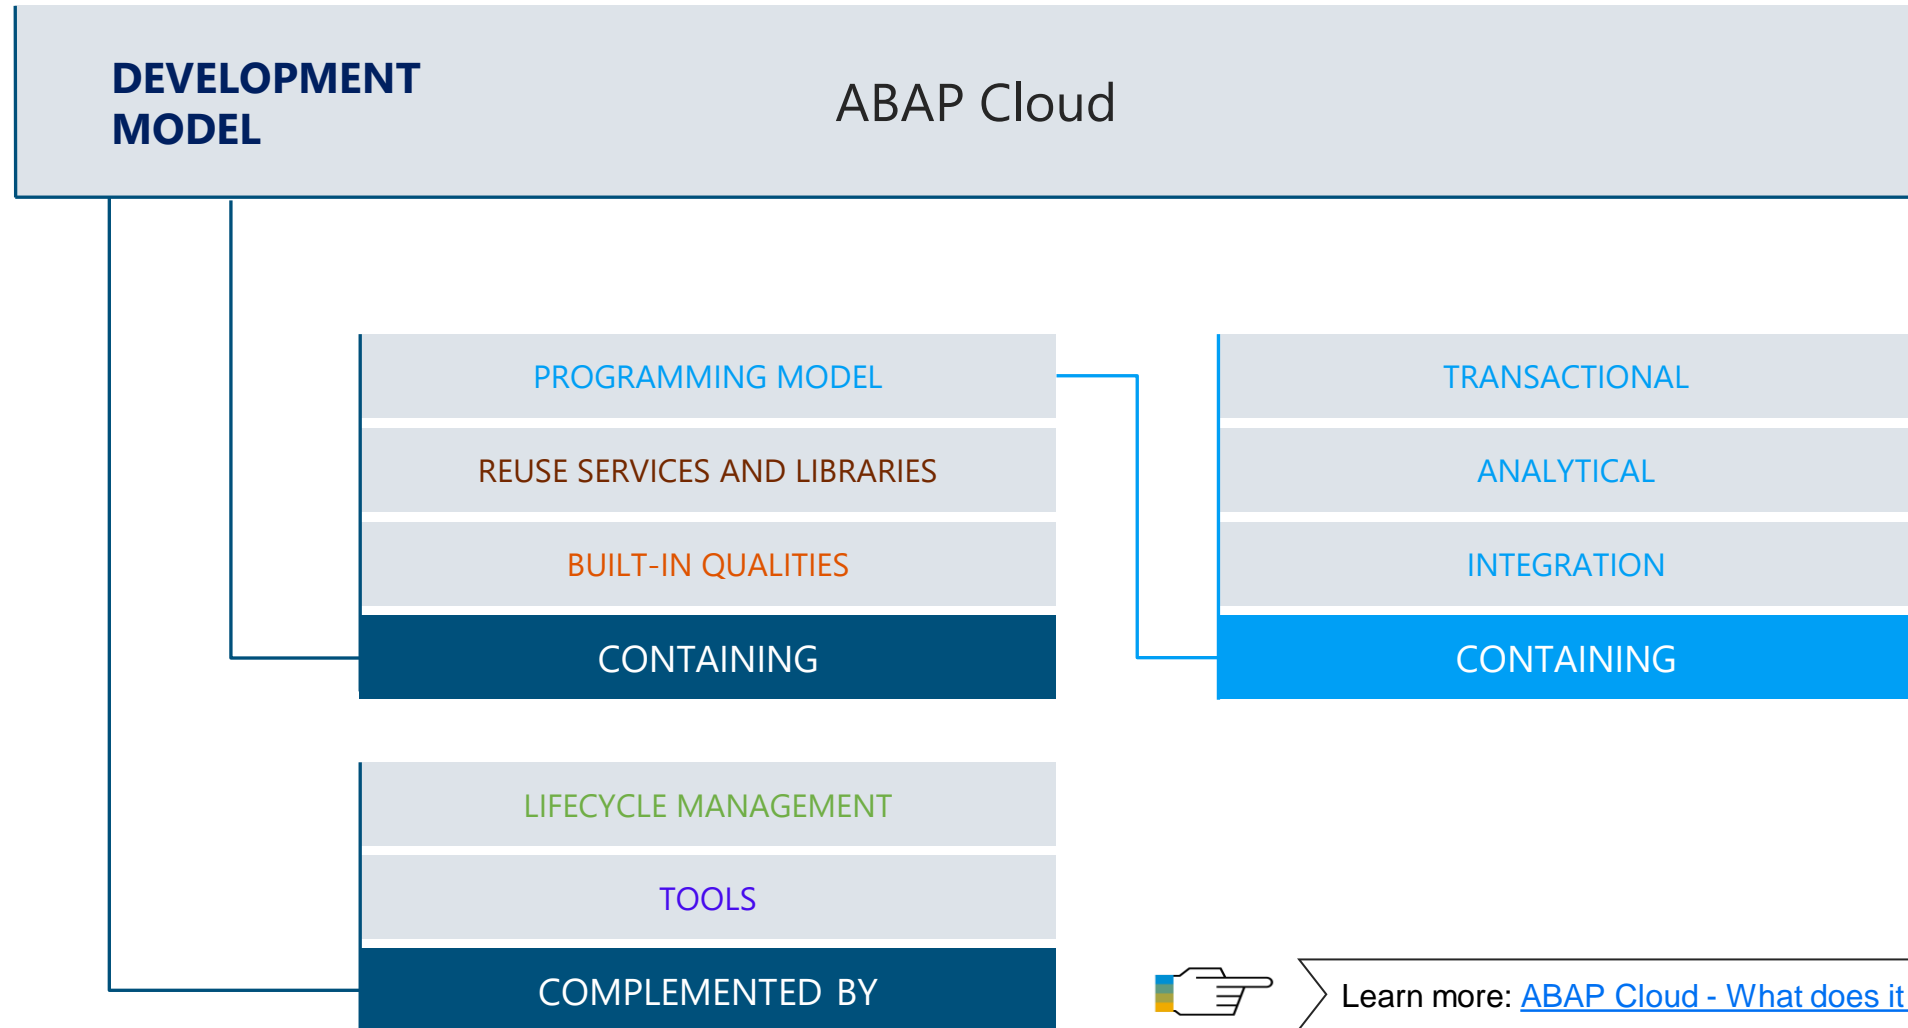 DEVELOPMENT
MODEL
ABAP Cloud
PROGRAMMING MODEL
REUSE SERVICES AND LIBRARIES
BUILT-IN QUALITIES
CONTAINING
TRANSACTIONAL
ANALYTICAL
INTEGRATION
CONTAINING
LIFECYCLE MANAGEMENT
TOOLS
COMPLEMENTED BY
Learn more: ABAP Cloud - What does it